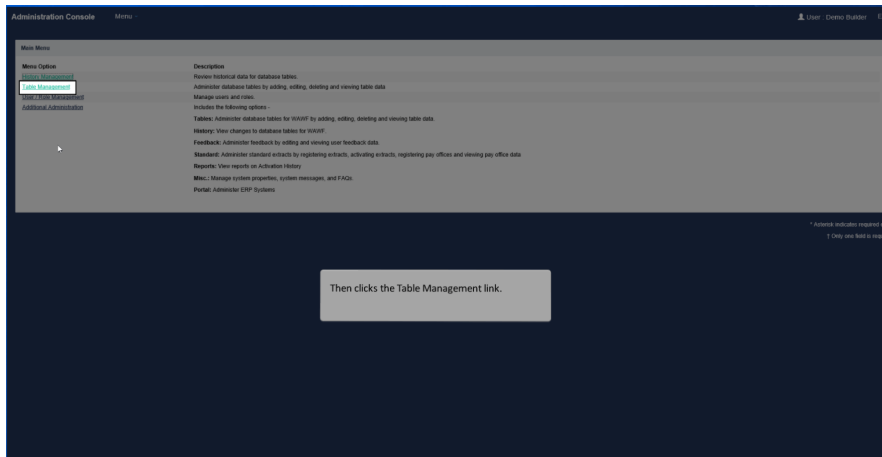 Administration Console Menu
User : Demo Builder
Main Menu
Menu Option Description
History Management Review historical data for database tables.
Table Management Administer database tables by adding, editing, deleting and viewing table data
User / Role Management Manage users and roles.
Additional Administration Includes the following options -
Tables: Administer database tables for WAWF by adding, editing, deleting and viewing table data.
History: View changes to database tables for WAWF.
Feedback: Administer feedback by editing and viewing user feedback data.
Standard: Administer standard extracts by registering extracts, activating extracts, registering pay offices and viewing pay-office data
Reports: View reports on Activation History
Misc.: Manage system properties, system messages, and FAQs.
Portal: Administer ERP Systems
* Asterisk indicates required
† Only one field is
Then clicks the Table Management link.